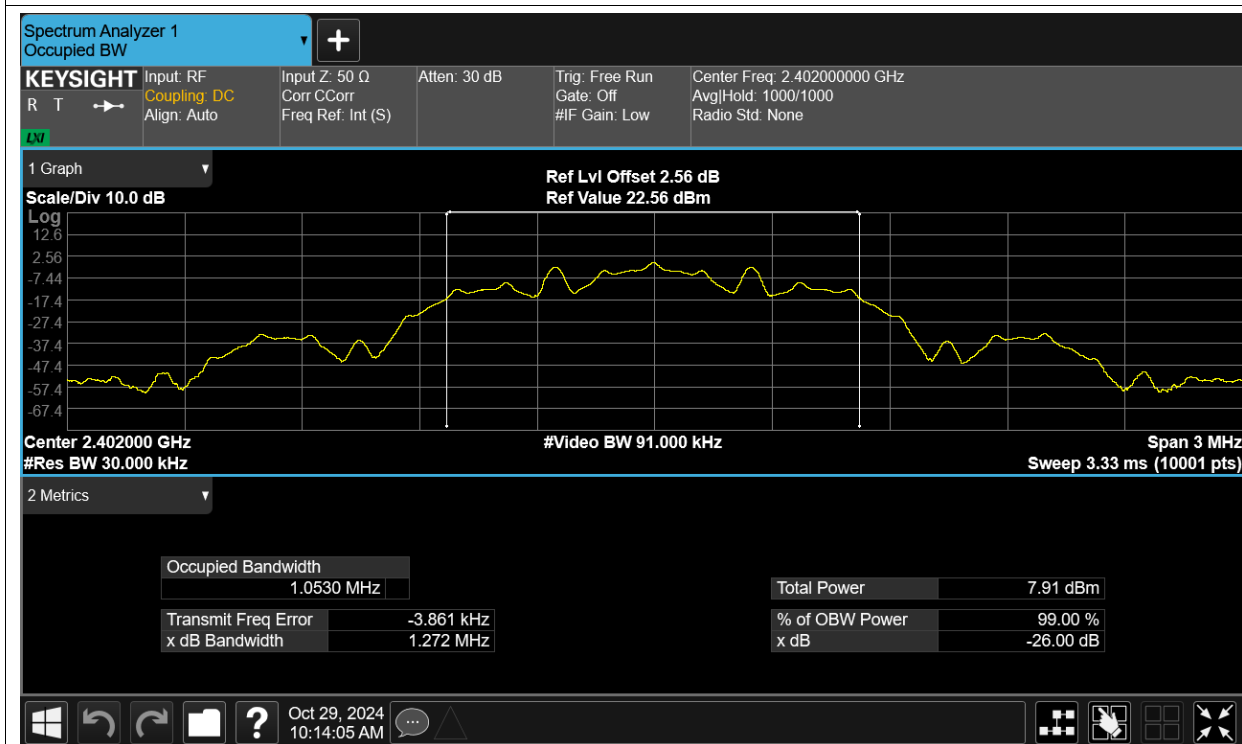 Spectrum Analyzer 1
Occupied BW
+
KEYSIGHT
R T
LXI
Input: RF
Coupling: DC
Align: Auto
Input Z: 50 Ω
Corr CCorr
Freq Ref: Int (S)
Atten: 30 dB
Trig: Free Run
Gate: Off
#IF Gain: Low
Center Freq: 2.402000000 GHz
Avg|Hold: 1000/1000
Radio Std: None
1 Graph
Scale/Div 10.0 dB
Ref Lvl Offset 2.56 dB
Ref Value 22.56 dBm
Log
12.6
2.56
-7.44
-17.4
-27.4
-37.4
-47.4
-57.4
-67.4
Center 2.402000 GHz
#Res BW 30.000 kHz
#Video BW 91.000 kHz
Span 3 MHz
Sweep 3.33 ms (10001 pts)
2 Metrics
Occupied Bandwidth
1.0530 MHz
Transmit Freq Error -3.861 kHz
x dB Bandwidth 1.272 MHz
Total Power 7.91 dBm
% of OBW Power 99.00 %
x dB -26.00 dB
?
Oct 29, 2024
10:14:05 AM